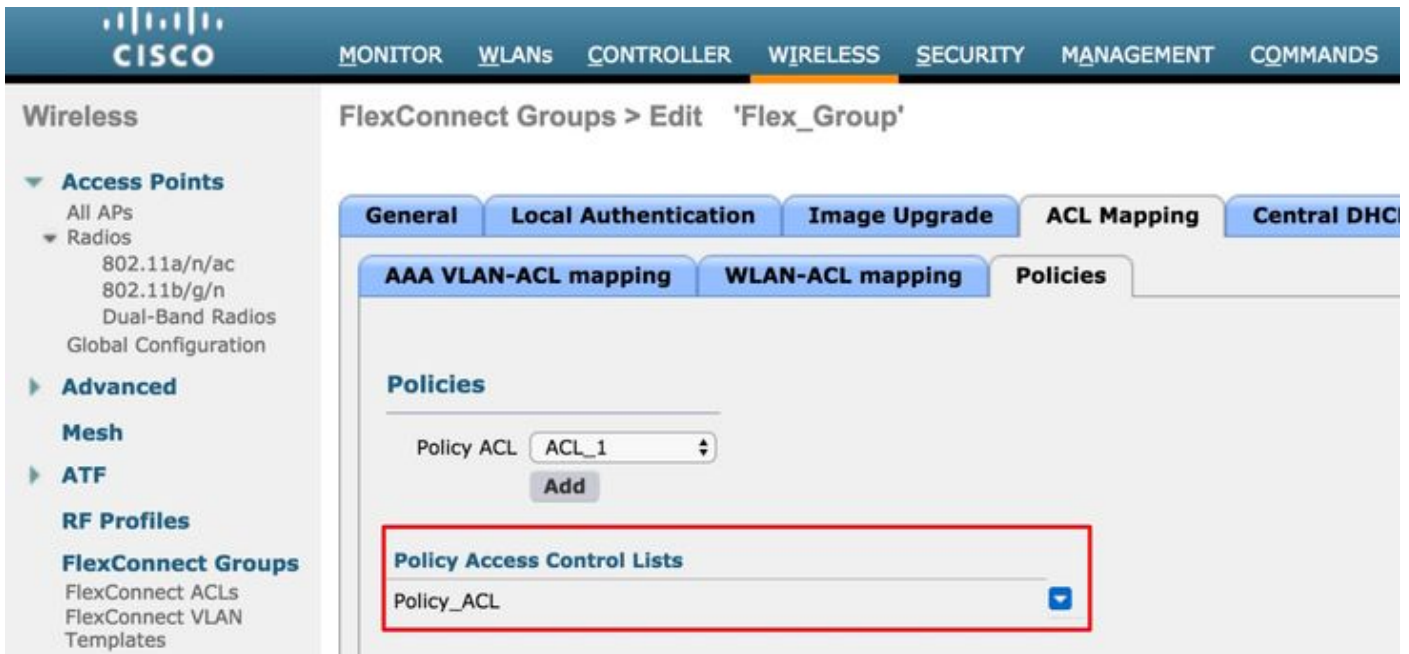 CISCO
MONITOR WLANs CONTROLLER WIRELESS SECURITY MANAGEMENT COMMANDS
Wireless
Access Points
All APs
Radios
802.11a/n/ac
802.11b/g/n
Dual-Band Radios
Global Configuration
Advanced
Mesh
ATF
RF Profiles
FlexConnect Groups
FlexConnect ACLs
FlexConnect VLAN
Templates
FlexConnect Groups > Edit 'Flex_Group'
General Local Authentication Image Upgrade ACL Mapping Central DHC
AAA VLAN-ACL mapping WLAN-ACL mapping Policies
Policies
Policy ACL ACL_1
Add
Policy Access Control Lists
Policy_ACL